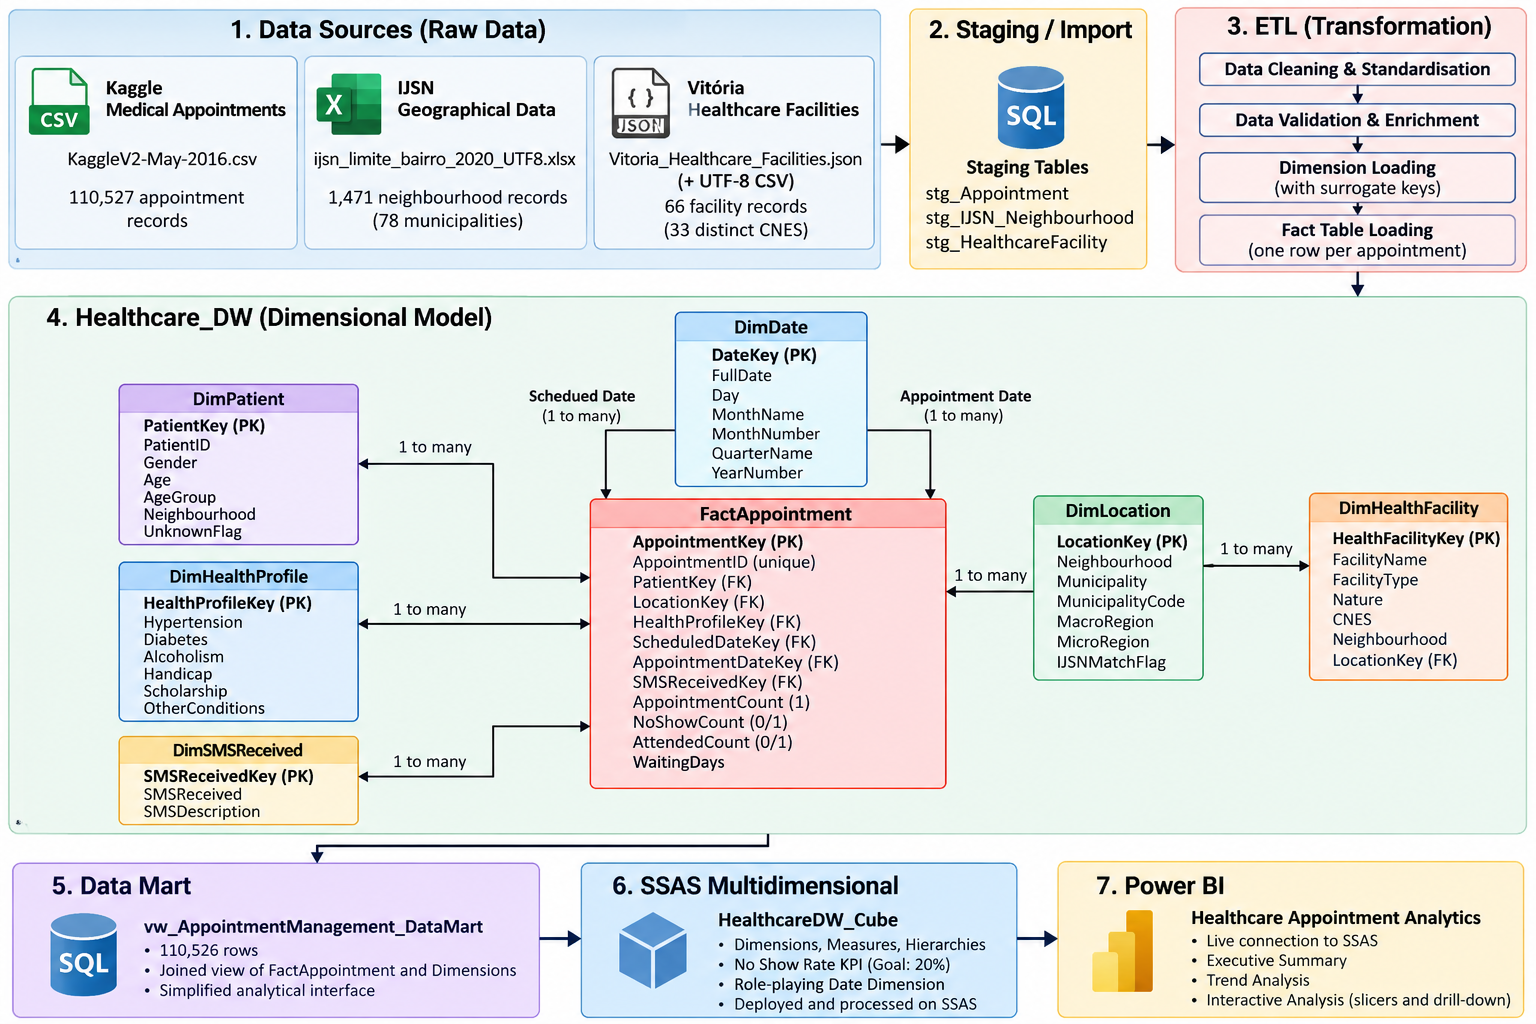 1. Data Sources (Raw Data)
CSV
Kaggle
Medical Appointments
KaggleV2-May-2016.csv
110,527 appointment
records
X
IJSN
Geographical Data
ijsn_limite_bairro_2020_UTF8.xlsx
1,471 neighbourhood records
(78 municipalities)
{ }
JSON
Vitória
Healthcare Facilities
Vitoria_Healthcare_Facilities.json
(+ UTF-8 CSV)
66 facility records
(33 distinct CNES)
2. Staging / Import
SQL
Staging Tables
stg_Appointment
stg_IJSN_Neighbourhood
stg_HealthcareFacility
3. ETL (Transformation)
Data Cleaning & Standardisation
Data Validation & Enrichment
Dimension Loading
(with surrogate keys)
Fact Table Loading
(one row per appointment)
4. Healthcare_DW (Dimensional Model)
DimDate
DateKey (PK)
FullDate
Day
MonthName
MonthNumber
QuarterName
YearNumber
Schedued Date
(1 to many)
Appointment Date
(1 to many)
DimPatient
PatientKey (PK)
PatientID
Gender
Age
AgeGroup
Neighbourhood
UnknownFlag
1 to many
DimHealthProfile
HealthProfileKey (PK)
Hypertension
Diabetes
Alcoholism
Handicap
Scholarship
OtherConditions
1 to many
DimSMSReceived
SMSReceivedKey (PK)
SMSReceived
SMSDescription
1 to many
FactAppointment
AppointmentKey (PK)
AppointmentID (unique)
PatientKey (FK)
LocationKey (FK)
HealthProfileKey (FK)
ScheduledDateKey (FK)
AppointmentDateKey (FK)
SMSReceivedKey (FK)
AppointmentCount (1)
NoShowCount (0/1)
AttendedCount (0/1)
WaitingDays
1 to many
DimLocation
LocationKey (PK)
Neighbourhood
Municipality
MunicipalityCode
MacroRegion
MicroRegion
IJSNMatchFlag
1 to many
DimHealthFacility
HealthFacilityKey (PK)
FacilityName
FacilityType
Nature
CNES
Neighbourhood
LocationKey (FK)
5. Data Mart
SQL
vw_AppointmentManagement_DataMart
• 110,526 rows
• Joined view of FactAppointment and Dimensions
• Simplified analytical interface
6. SSAS Multidimensional
HealthcareDW_Cube
• Dimensions, Measures, Hierarchies
• No Show Rate KPI (Goal: 20%)
• Role-playing Date Dimension
• Deployed and processed on SSAS
7. Power BI
Healthcare Appointment Analytics
• Live connection to SSAS
• Executive Summary
• Trend Analysis
• Interactive Analysis (slicers and drill-down)